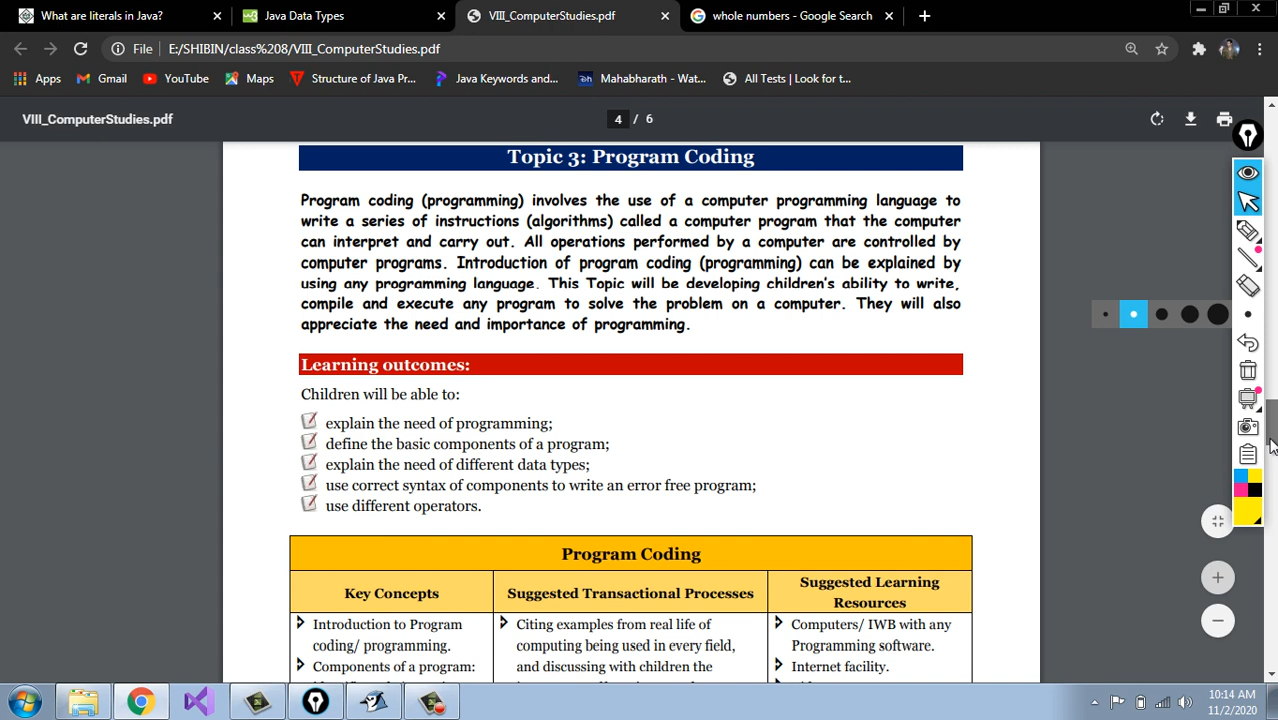 What are literals in Java?
Java Data Types
VIII_ComputerStudies.pdf
whole numbers - Google Search
File
E:/SHIBIN/class%208/VIII_ComputerStudies.pdf
Apps
Gmail
YouTube
Maps
Structure of Java Pr...
Java Keywords and...
Mahabharath - Wat...
All Tests | Look for t...
VIII_ComputerStudies.pdf
4 / 6
Topic 3: Program Coding
Program coding (programming) involves the use of a computer programming language to
write a series of instructions (algorithms) called a computer program that the computer
can interpret and carry out. All operations performed by a computer are controlled by
computer programs. Introduction of program coding (programming) can be explained by
using any programming language. This Topic will be developing children's ability to write,
compile and execute any program to solve the problem on a computer. They will also
appreciate the need and importance of programming.
Learning outcomes:
Children will be able to:
explain the need of programming;
define the basic components of a program;
explain the need of different data types;
use correct syntax of components to write an error free program;
use different operators.
Program Coding
Key Concepts
Suggested Transactional Processes
Suggested Learning
Resources
Introduction to Program
coding/ programming.
Components of a program:
Citing examples from real life of
computing being used in every field,
and discussing with children the
Computers/ IWB with any
Programming software.
Internet facility.
10:14 AM
11/2/2020